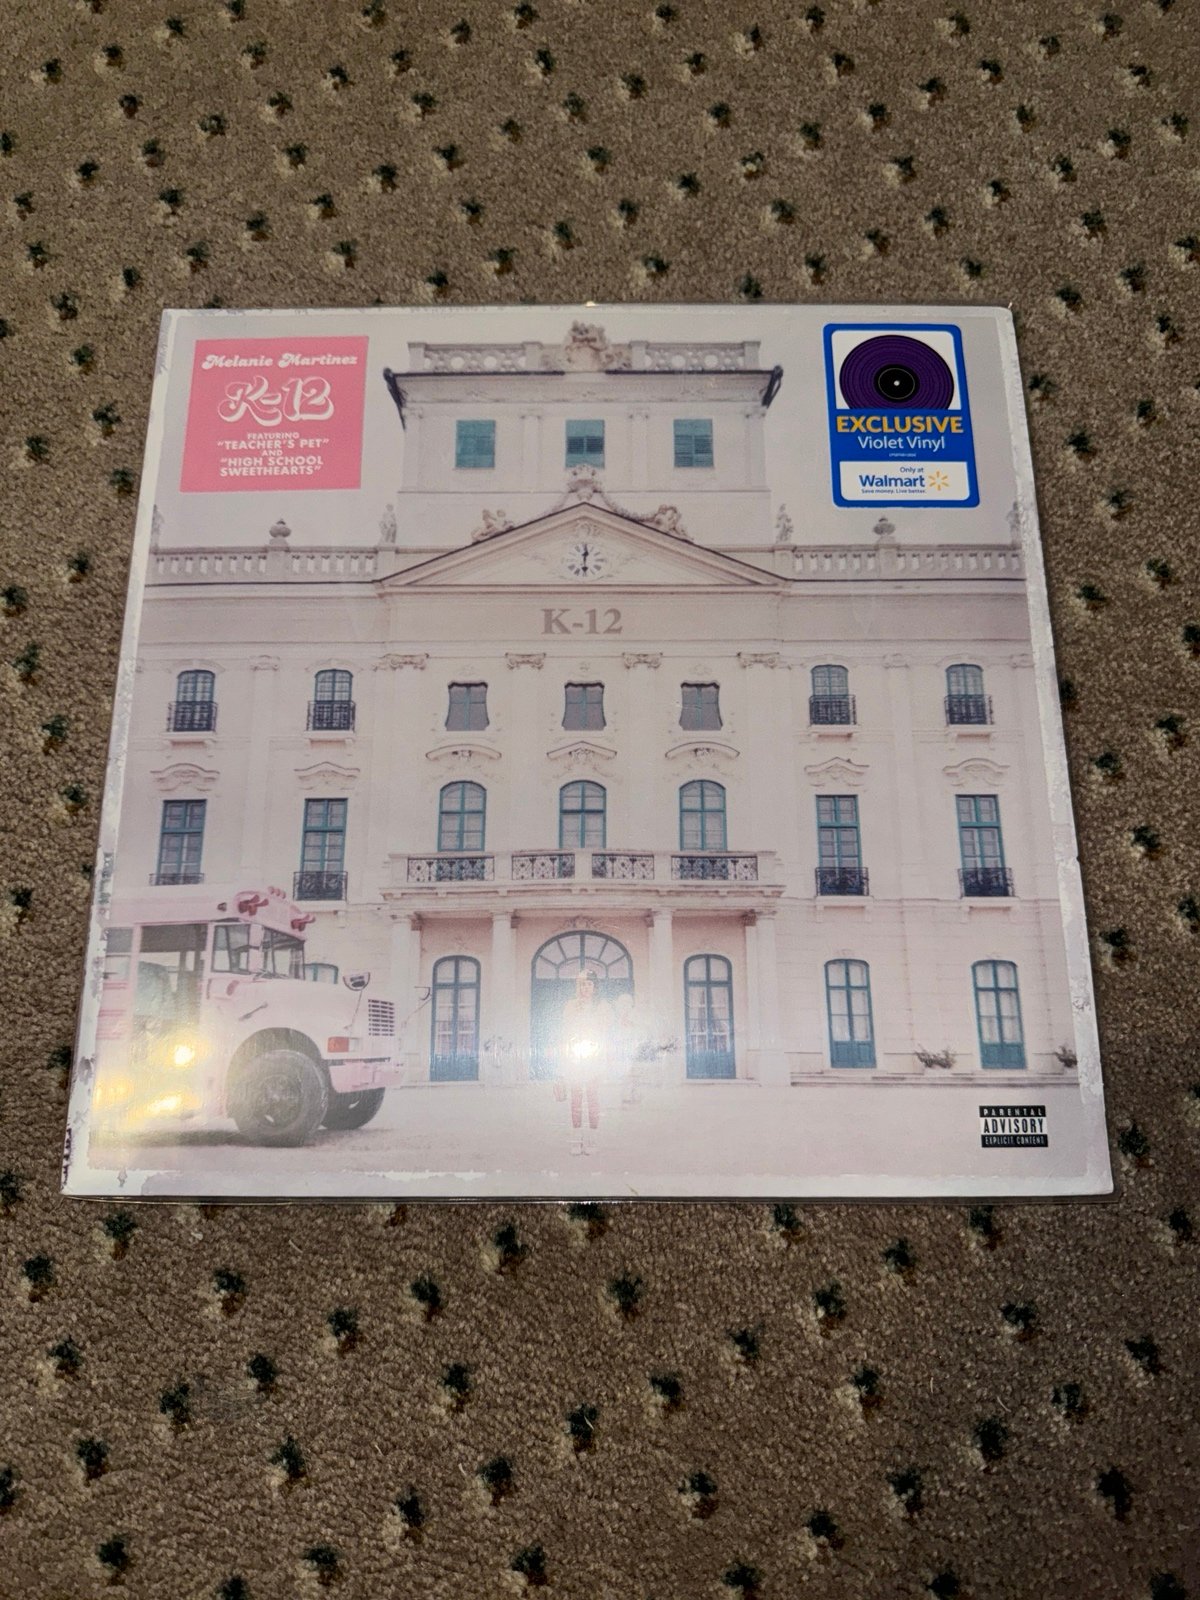 Melanie Martinez
K-12
FEATURING
"TEACHER'S PET"
AND
"HIGH SCHOOL
SWEETHEARTS"
EXCLUSIVE
Violet Vinyl
Only at
Walmart
Save money. Live better.
K-12
PARENTAL
ADVISORY
EXPLICIT CONTENT